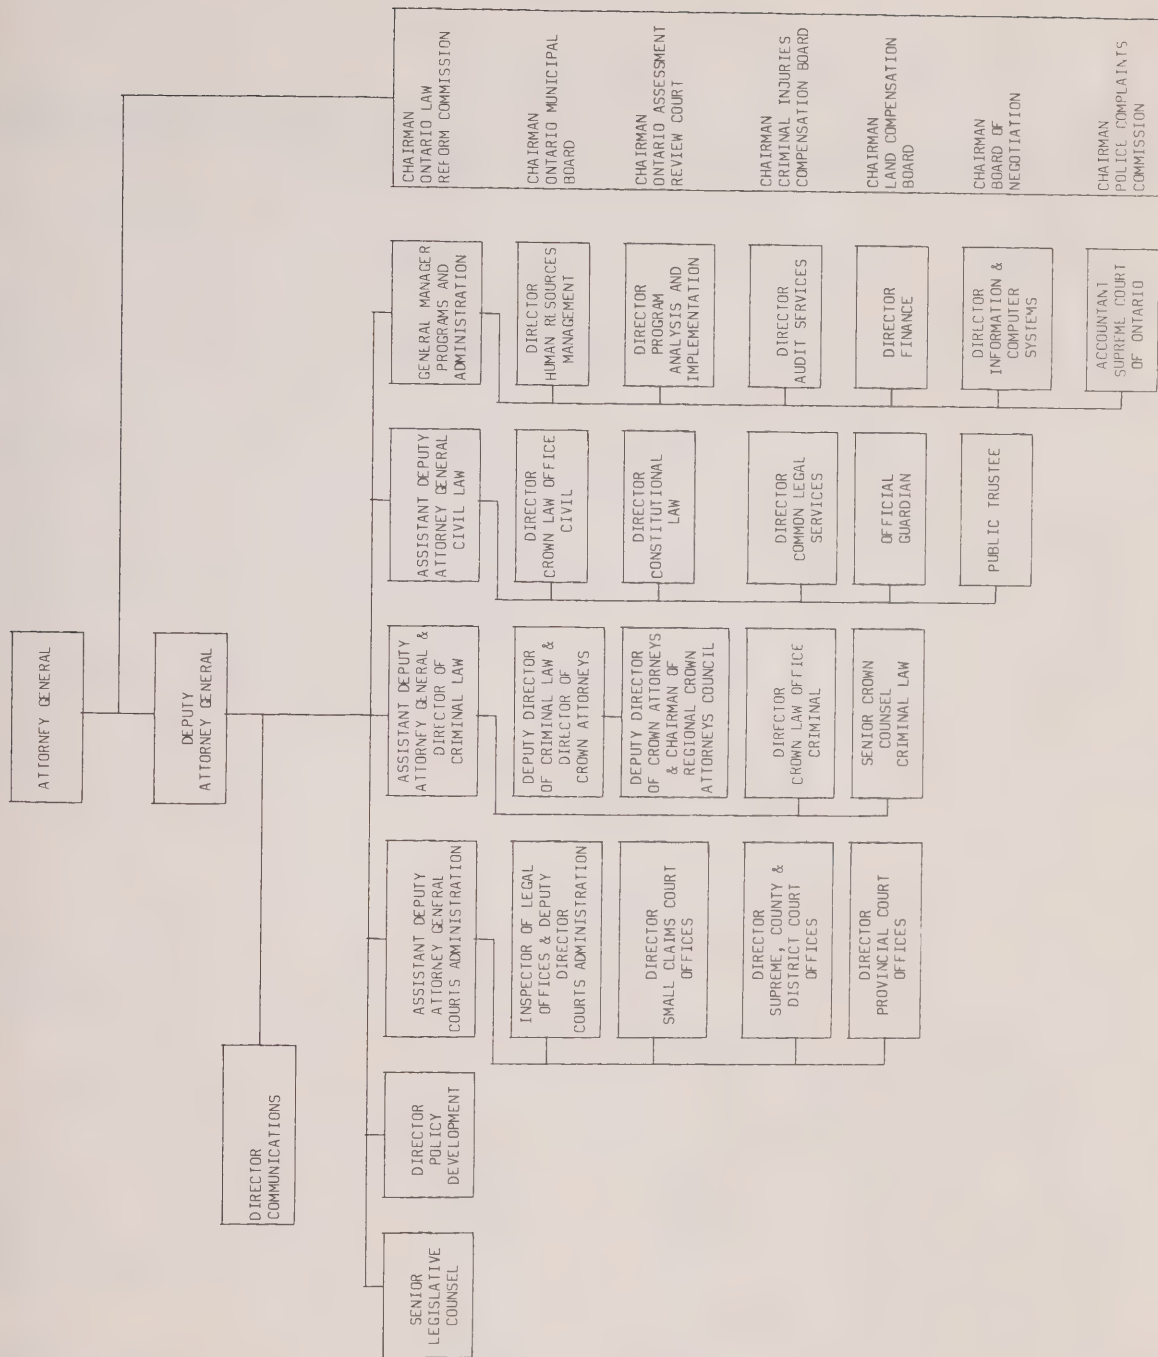 ATTORNEY GENERAL
DEPUTY
ATTORNEY GENERAL
DIRECTOR
COMMUNICATIONS
SENIOR
LEGISLATIVE
COUNSEL
DIRECTOR
POLICY
DEVELOPMENT
ASSISTANT DEPUTY
ATTORNEY GENERAL
COURTS ADMINISTRATION
INSPECTOR OF LEGAL
OFFICES & DEPUTY
DIRECTOR
COURTS ADMINISTRATION
DIRECTOR
SMALL CLAIMS COURT
OFFICES
DIRECTOR
SUPREME, COUNTY &
DISTRICT COURT
OFFICES
DIRECTOR
PROVINCIAL COURT
OFFICES
ASSISTANT DEPUTY
ATTORNEY GENERAL &
DIRECTOR OF
CRIMINAL LAW
DEPUTY DIRECTOR
OF CRIMINAL LAW &
DIRECTOR OF
CROWN ATTORNEYS
DEPUTY DIRECTOR
OF CROWN ATTORNEYS
& CHAIRMAN OF
REGIONAL CROWN
ATTORNEYS COUNCIL
DIRECTOR
CROWN LAW OFFICE
CRIMINAL
SENIOR CROWN
COUNSEL
CRIMINAL LAW
ASSISTANT DEPUTY
ATTORNEY GENERAL
CIVIL LAW
DIRECTOR
CROWN LAW OFFICE
CIVIL
DIRECTOR
CONSTITUTIONAL
LAW
DIRECTOR
COMMON LEGAL
SERVICES
OFFICIAL
GUARDIAN
PUBLIC TRUSTEE
GENERAL MANAGER
PROGRAMS AND
ADMINISTRATION
DIRECTOR
HUMAN RESOURCES
MANAGEMENT
DIRECTOR
PROGRAM
ANALYSIS AND
IMPLEMENTATION
DIRECTOR
AUDIT SERVICES
DIRECTOR
FINANCE
DIRECTOR
INFORMATION &
COMPUTER
SYSTEMS
ACCOUNTANT
SUPREME COURT
OF ONTARIO
CHAIRMAN
ONTARIO LAW
REFORM COMMISSION
CHAIRMAN
ONTARIO MUNICIPAL
BOARD
CHAIRMAN
ONTARIO ASSESSMENT
REVIEW COURT
CHAIRMAN
CRIMINAL INJURIES
COMPENSATION BOARD
CHAIRMAN
LAND COMPENSATION
BOARD
CHAIRMAN
BOARD OF
NEGOTIATION
CHAIRMAN
POLICE COMPLAINTS
COMMISSION